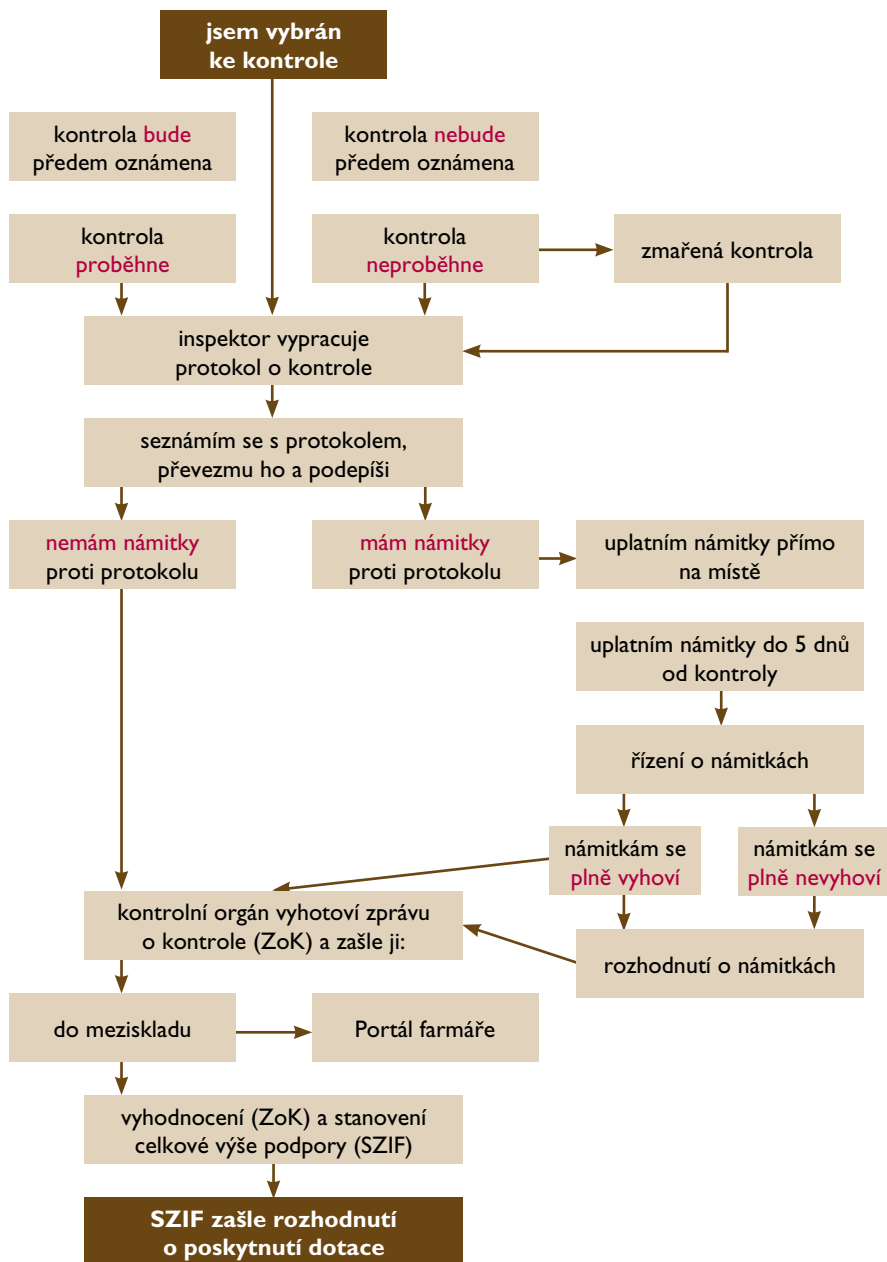 jsem vybrán
ke kontrole
kontrola bude
předem oznámena
kontrola nebude
předem oznámena
kontrola
proběhne
kontrola
neproběhne
zmařená kontrola
inspektor vypracuje
protokol o kontrole
seznámím se s protokolem,
převezmu ho a podepíši
nemám námitky
proti protokolu
mám námitky
proti protokolu
uplatním námitky přímo
na místě
uplatním námitky do 5 dnů
od kontroly
řízení o námitkách
námitkám se
plně vyhoví
námitkám se
plně nevyhoví
kontrolní orgán vyhotoví zprávu
o kontrole (ZoK) a zašle ji:
rozhodnutí o námitkách
do meziskladu
Portál farmáře
vyhodnocení (ZoK) a stanovení
celkové výše podpory (SZIF)
SZIF zašle rozhodnutí
o poskytnutí dotace